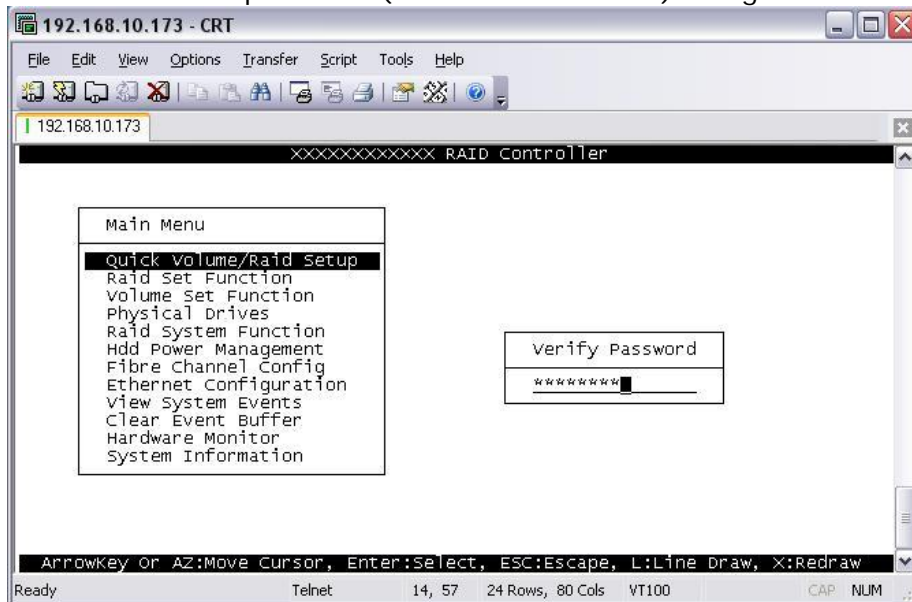 192.168.10.173 - CRT
File Edit View Options Transfer Script Tools Help
192.168.10.173
XXXXXXXXXXXX RAID Controller
Main Menu
Quick Volume/Raid Setup
Raid Set Function
Volume Set Function
Physical Drives
Raid System Function
Hdd Power Management
Fibre Channel Config
Ethernet Configuration
View System Events
Clear Event Buffer
Hardware Monitor
System Information
Verify Password
********
ArrowKey Or AZ:Move Cursor, Enter:Select, ESC:Escape, L:Line Draw, X:Redraw
Ready Telnet 14, 57 24 Rows, 80 Cols VT100 CAP NUM